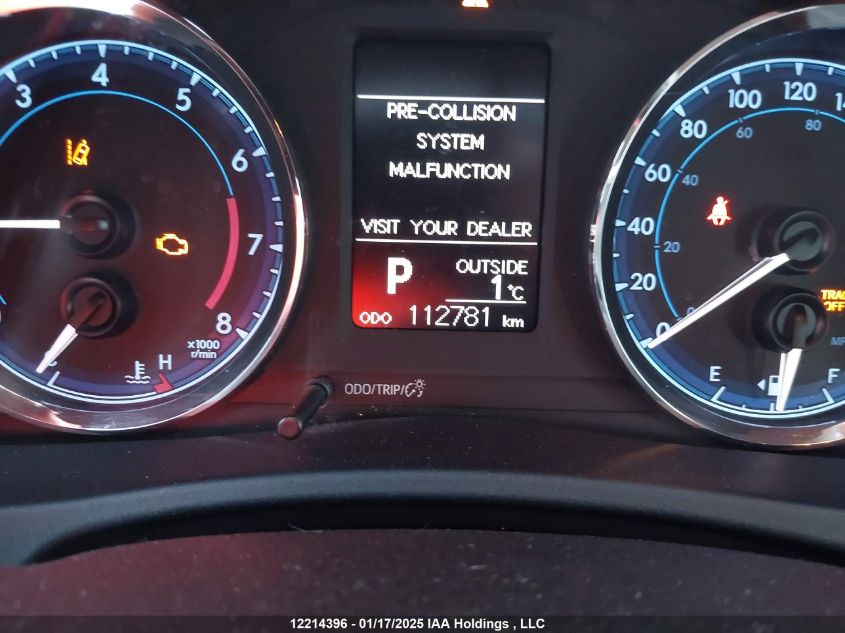 PRE-COLLISION
SYSTEM
MALFUNCTION
VISIT YOUR DEALER
P
OUTSIDE
1°C
ODO 112781 km
3
4
5
6
7
8
x1000
r/min
H
ODO/TRIP/
0
20
40
60
80
100
120
20
40
60
80
E
F
12214396 - 01/17/2025 IAA Holdings , LLC